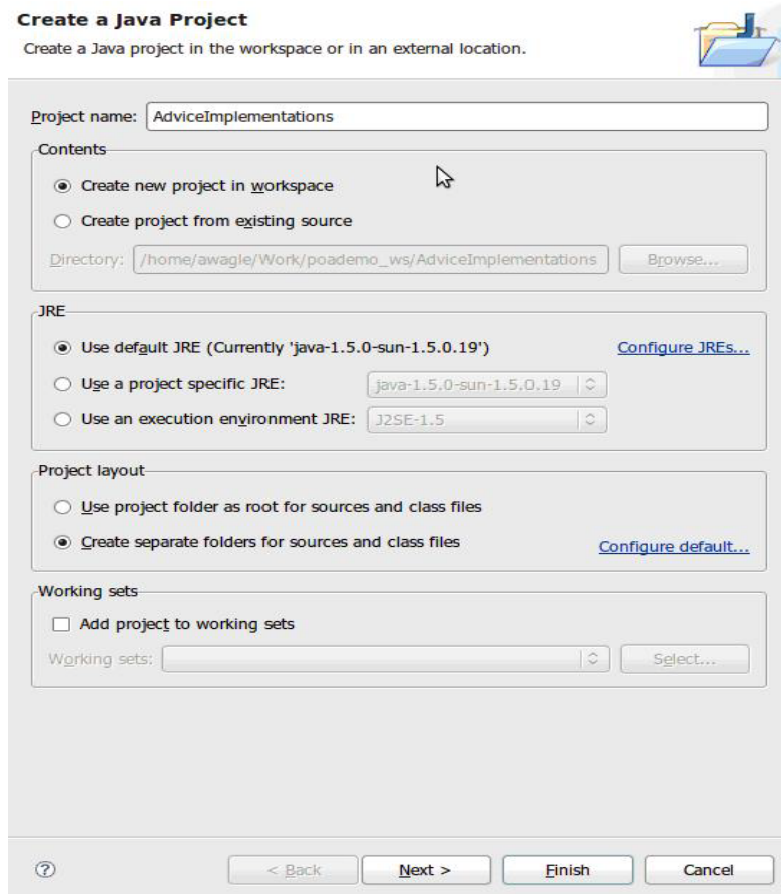 Create a Java Project
Create a Java project in the workspace or in an external location.
Project name: AdviceImplementations
Contents
Create new project in workspace
Create project from existing source
Directory: /home/awagle/Work/poademo_ws/AdviceImplementations Browse...
JRE
Use default JRE (Currently 'java-1.5.0-sun-1.5.0.19') Configure JREs...
Use a project specific JRE: java-1.5.0-sun-1.5.0.19
Use an execution environment JRE: J2SE-1.5
Project layout
Use project folder as root for sources and class files
Create separate folders for sources and class files Configure default...
Working sets
Add project to working sets
Working sets: Select...
? < Back Next > Finish Cancel